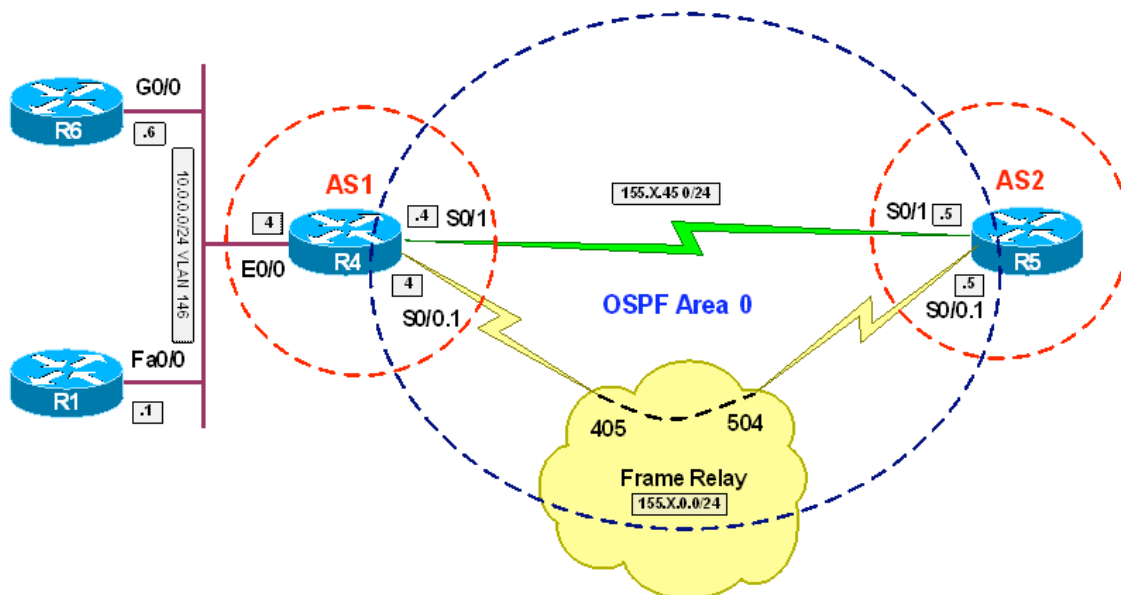 G0/0
R6
.6
10.0.0.0/24 VLAN 146
Fa0/0
R1
.1
AS1
.4
E0/0
R4
.4
S0/1
.4
S0/0.1
155.X.45.0/24
OSPF Area 0
AS2
S0/1
.5
R5
.5
S0/0.1
405
504
Frame Relay
155.X.0.0/24